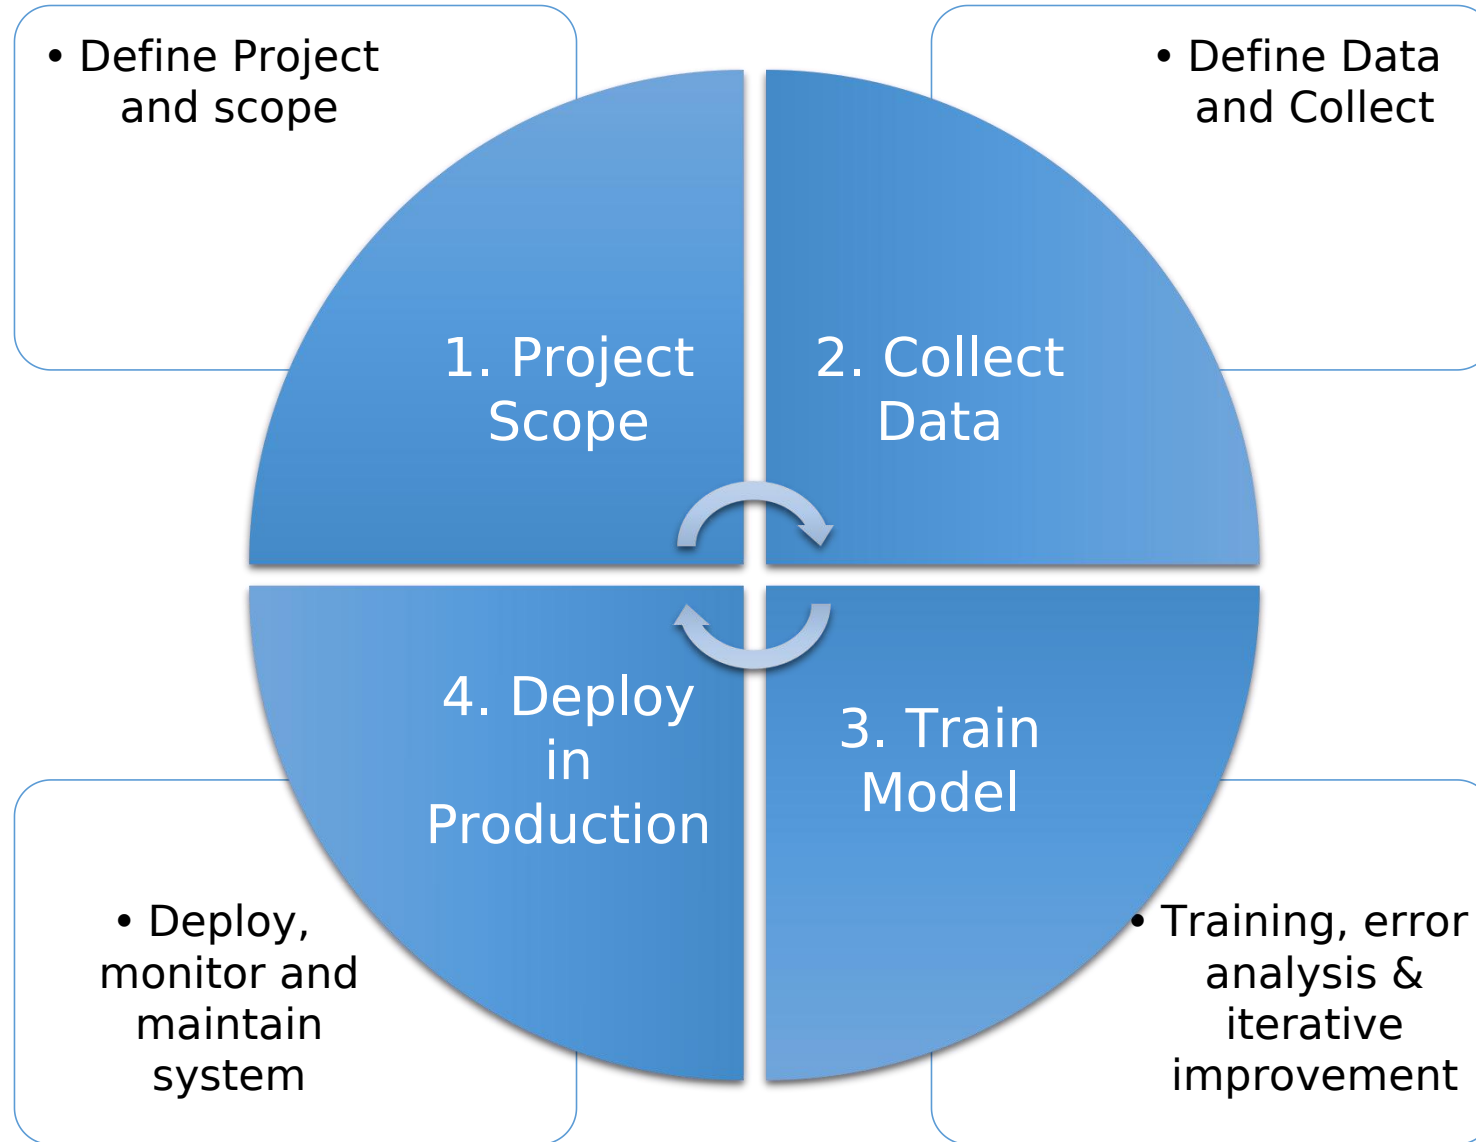 • Define Project
and scope
• Define Data
and Collect
1. Project
Scope
2. Collect
Data
4. Deploy
in
Production
3. Train
Model
• Deploy,
monitor and
maintain
system
• Training, error
analysis &
iterative
improvement